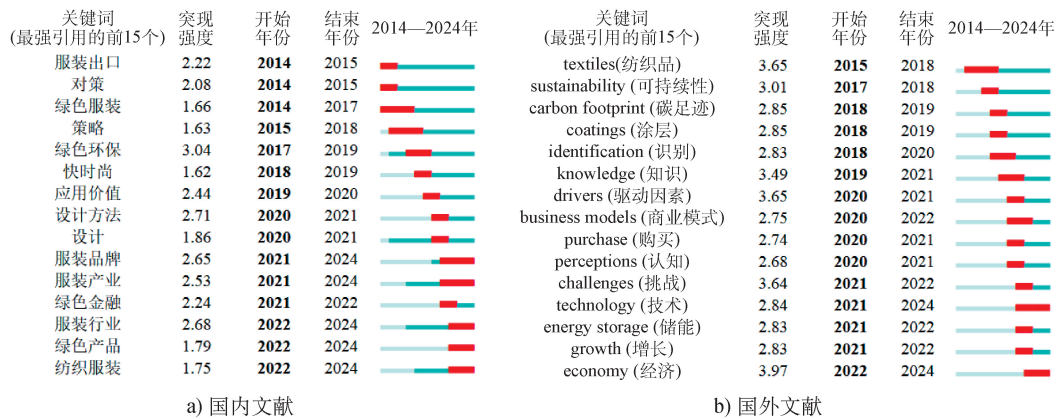 关键词
(最强引用的前15个)
突现
强度
开始
年份
结束
年份
2014—2024年
服装出口 2.22 2014 2015
对策 2.08 2014 2015
绿色服装 1.66 2014 2017
策略 1.63 2015 2018
绿色环保 3.04 2017 2019
快时尚 1.62 2018 2019
应用价值 2.44 2019 2020
设计方法 2.71 2020 2021
设计 1.86 2020 2021
服装品牌 2.65 2021 2024
服装产业 2.53 2021 2024
绿色金融 2.24 2021 2022
服装行业 2.68 2022 2024
绿色产品 1.79 2022 2024
纺织服装 1.75 2022 2024
a) 国内文献
关键词
(最强引用的前15个)
突现
强度
开始
年份
结束
年份
2014—2024年
textiles(纺织品) 3.65 2015 2018
sustainability (可持续性) 3.01 2017 2018
carbon footprint (碳足迹) 2.85 2018 2019
coatings (涂层) 2.85 2018 2019
identification (识别) 2.83 2018 2020
knowledge (知识) 3.49 2019 2021
drivers (驱动因素) 3.65 2020 2021
business models (商业模式) 2.75 2020 2022
purchase (购买) 2.74 2020 2021
perceptions (认知) 2.68 2020 2021
challenges (挑战) 3.64 2021 2022
technology (技术) 2.84 2021 2024
energy storage (储能) 2.83 2021 2022
growth (增长) 2.83 2021 2022
economy (经济) 3.97 2022 2024
b) 国外文献